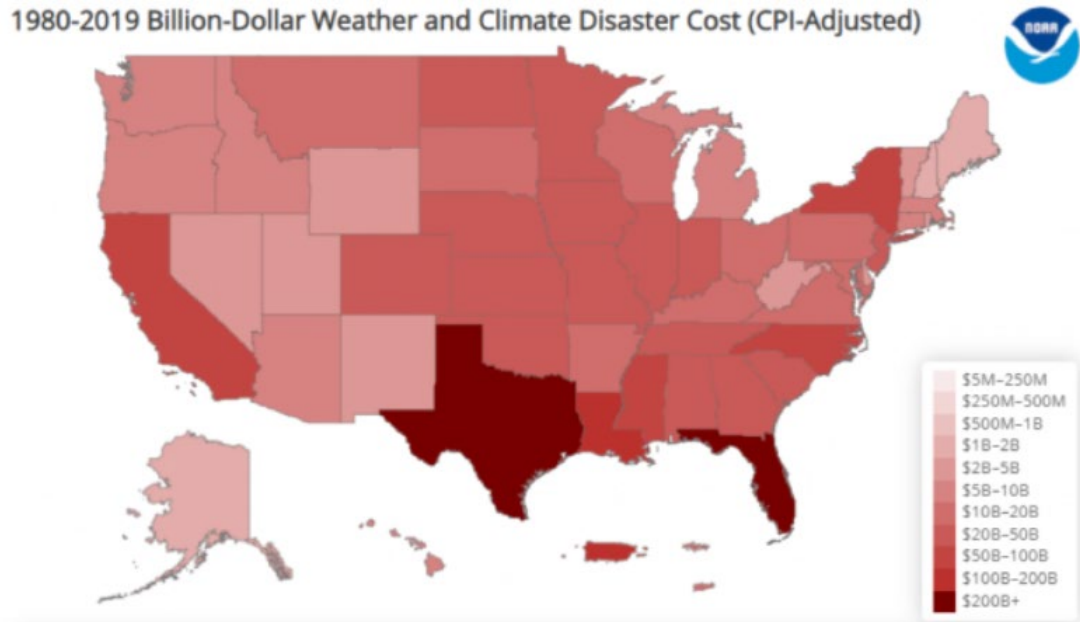 1980-2019 Billion-Dollar Weather and Climate Disaster Cost (CPI-Adjusted)
NOAA
$5M–250M
$250M–500M
$500M–1B
$1B–2B
$2B–5B
$5B–10B
$10B–20B
$20B–50B
$50B–100B
$100B–200B
$200B+